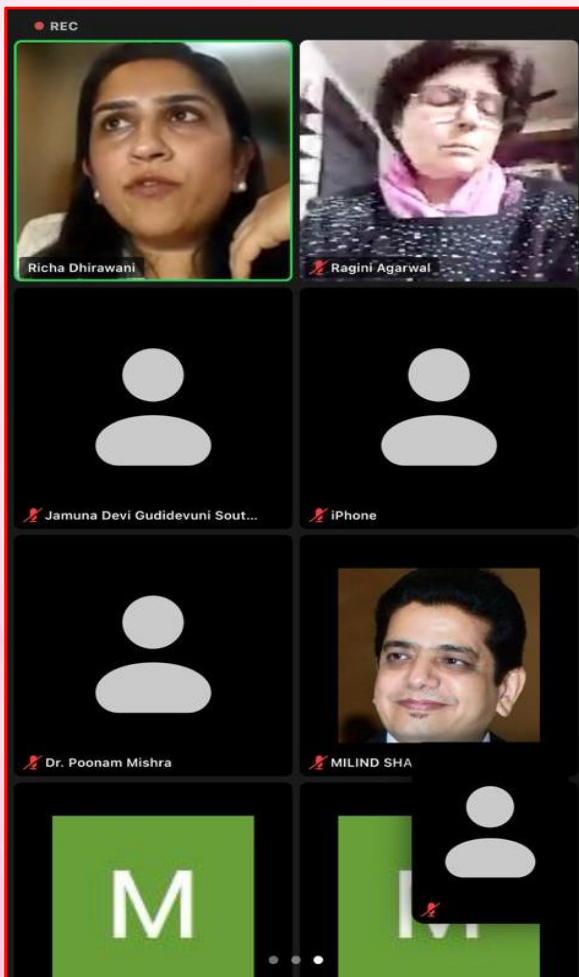 REC
Richa Dhirawani
Ragini Agarwal
Jamuna Devi Gudidevuni Sout...
iPhone
Dr. Poonam Mishra
MILIND SHA
M
M